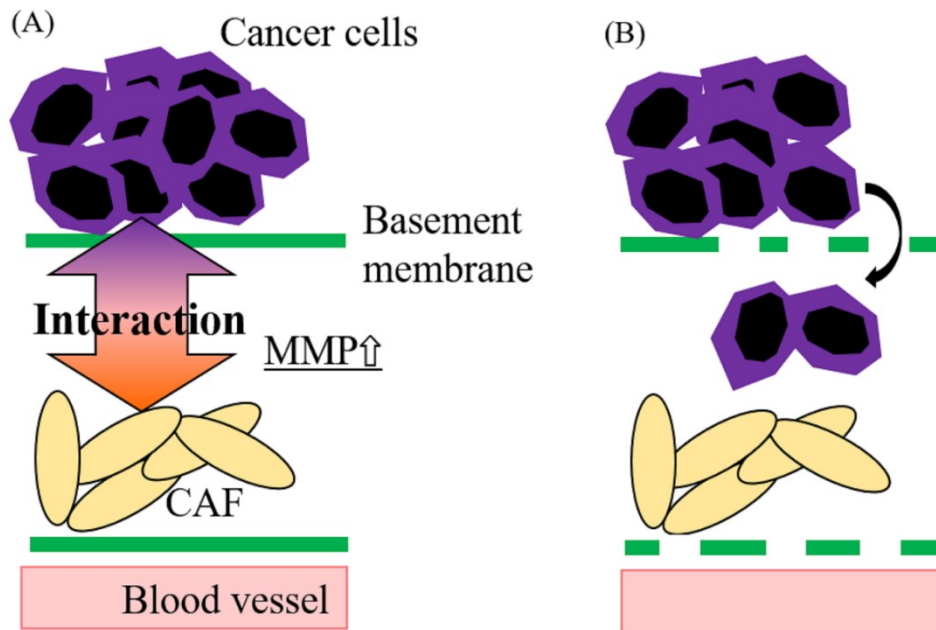 (A)
Cancer cells
(B)
Basement
membrane
Interaction
MMP⇧
CAF
Blood vessel